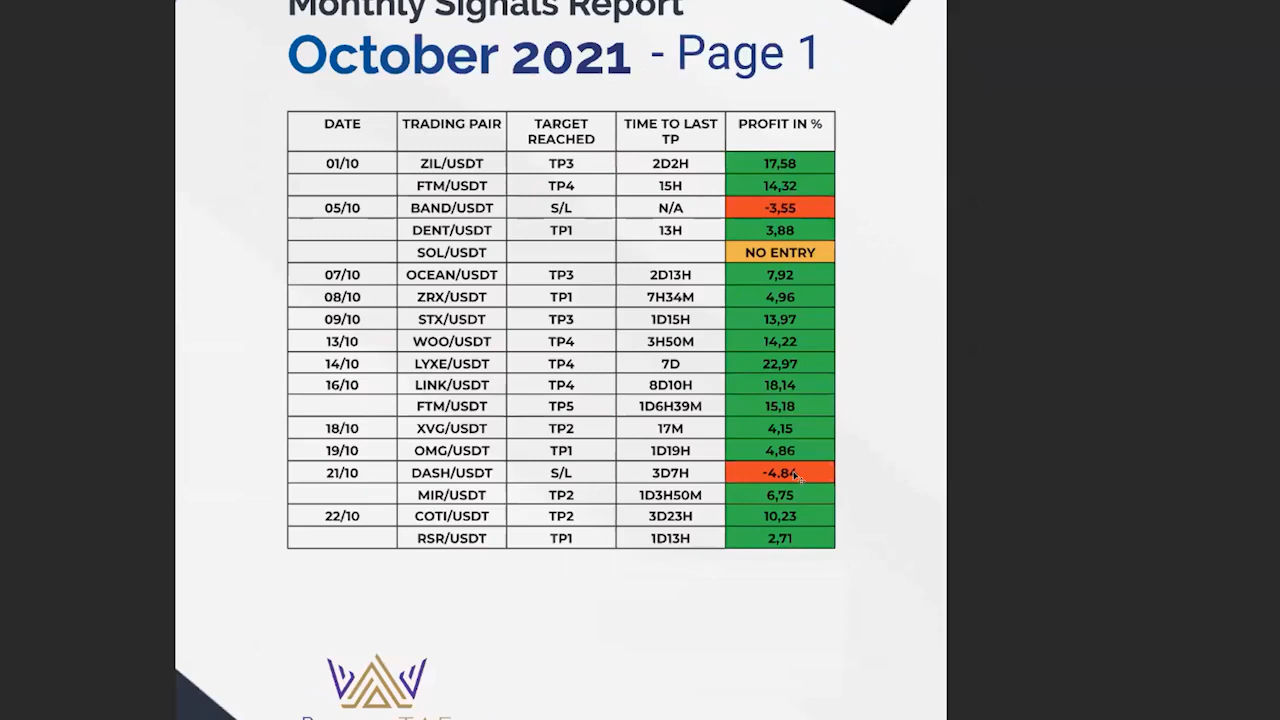 Monthly Signals Report
October 2021 - Page 1
DATE TRADING PAIR TARGET REACHED TIME TO LAST TP PROFIT IN %
01/10 ZIL/USDT TP3 2D2H 17,58
FTM/USDT TP4 15H 14,32
05/10 BAND/USDT S/L N/A -3,55
DENT/USDT TP1 13H 3,88
SOL/USDT NO ENTRY
07/10 OCEAN/USDT TP3 2D13H 7,92
08/10 ZRX/USDT TP1 7H34M 4,96
09/10 STX/USDT TP3 1D15H 13,97
13/10 WOO/USDT TP4 3H50M 14,22
14/10 LYXE/USDT TP4 7D 22,97
16/10 LINK/USDT TP4 8D10H 18,14
FTM/USDT TP5 1D6H39M 15,18
18/10 XVG/USDT TP2 17M 4,15
19/10 OMG/USDT TP1 1D19H 4,86
21/10 DASH/USDT S/L 3D7H -4.84
MIR/USDT TP2 1D3H50M 6,75
22/10 COTI/USDT TP2 3D23H 10,23
RSR/USDT TP1 1D13H 2,71